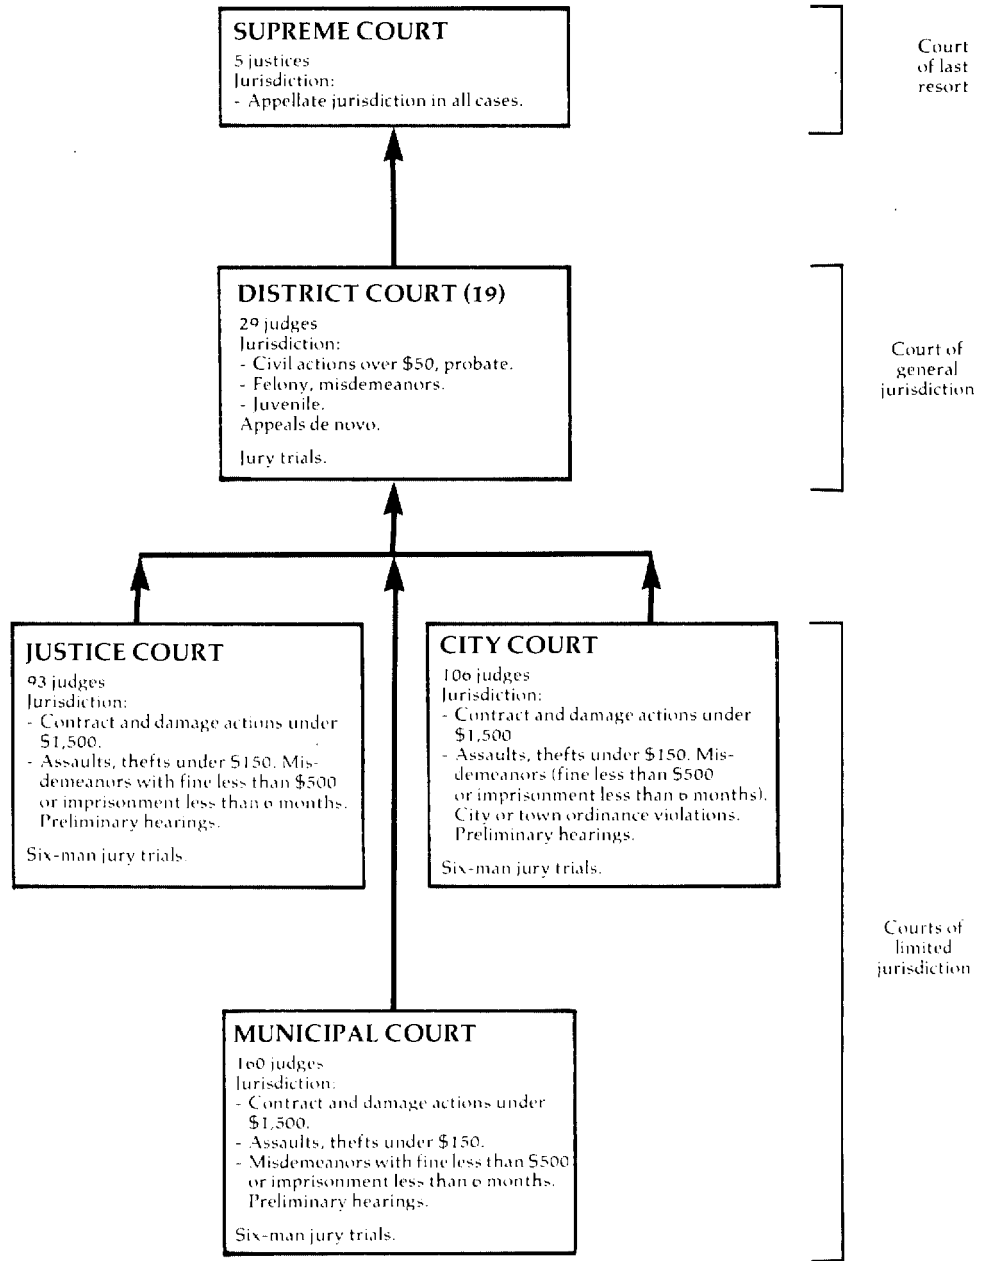 SUPREME COURT
5 justices
Jurisdiction:
- Appellate jurisdiction in all cases.
Court
of last
resort
DISTRICT COURT (19)
29 judges
Jurisdiction:
- Civil actions over $50, probate.
- Felony, misdemeanors.
- Juvenile.
Appeals de novo.
Jury trials.
Court of
general
jurisdiction
JUSTICE COURT
93 judges
Jurisdiction:
- Contract and damage actions under
$1,500.
- Assaults, thefts under $150. Mis-
demeanors with fine less than $500
or imprisonment less than 6 months.
Preliminary hearings.
Six-man jury trials.
CITY COURT
106 judges
Jurisdiction:
- Contract and damage actions under
$1,500
- Assaults, thefts under $150. Mis-
demeanors (fine less than $500
or imprisonment less than 6 months).
City or town ordinance violations.
Preliminary hearings.
Six-man jury trials.
Courts of
limited
jurisdiction
MUNICIPAL COURT
160 judges
Jurisdiction:
- Contract and damage actions under
$1,500.
- Assaults, thefts under $150.
- Misdemeanors with fine less than $500
or imprisonment less than 6 months.
Preliminary hearings.
Six-man jury trials.